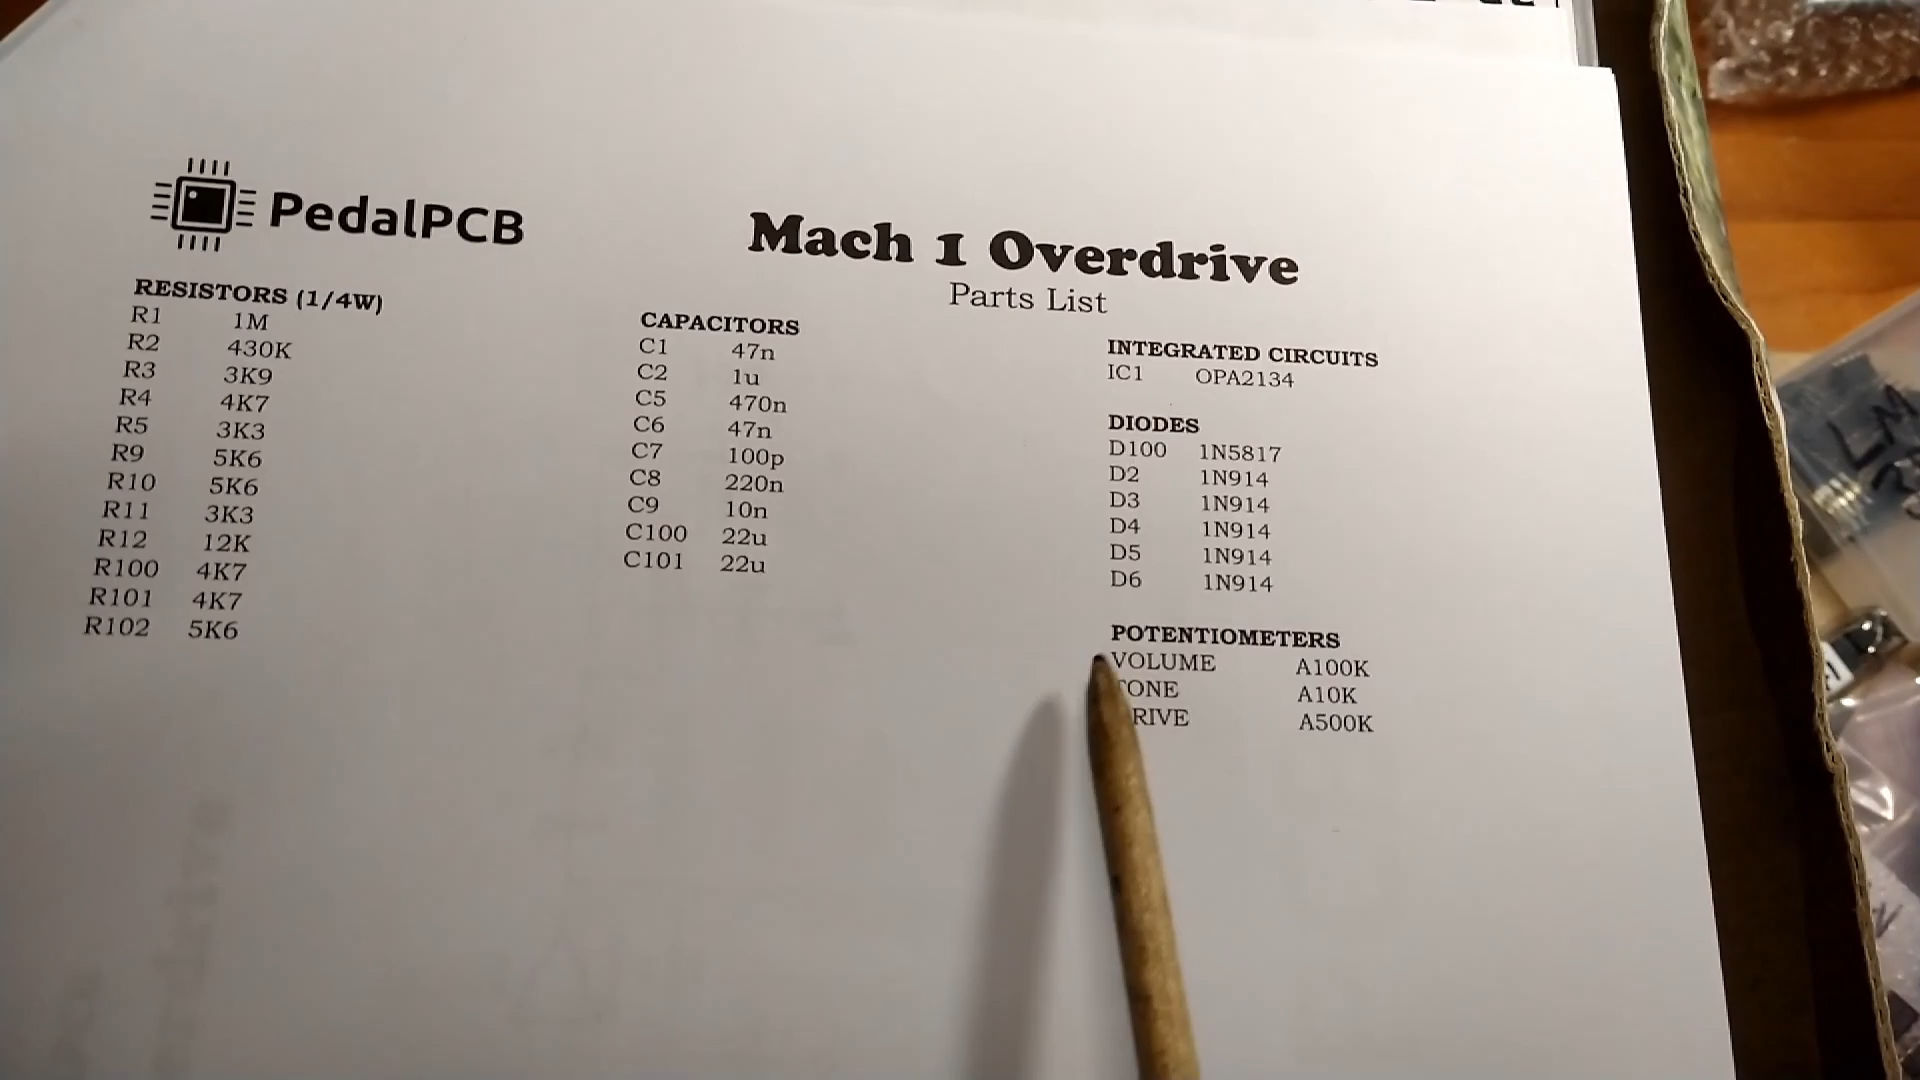 PedalPCB
Mach 1 Overdrive
Parts List
RESISTORS (1/4W)
R1 1M
R2 430K
R3 3K9
R4 4K7
R5 3K3
R9 5K6
R10 5K6
R11 3K3
R12 12K
R100 4K7
R101 4K7
R102 5K6
CAPACITORS
C1 47n
C2 1u
C5 470n
C6 47n
C7 100p
C8 220n
C9 10n
C100 22u
C101 22u
INTEGRATED CIRCUITS
IC1 OPA2134
DIODES
D100 1N5817
D2 1N914
D3 1N914
D4 1N914
D5 1N914
D6 1N914
POTENTIOMETERS
VOLUME A100K
TONE A10K
RIVE A500K
LM